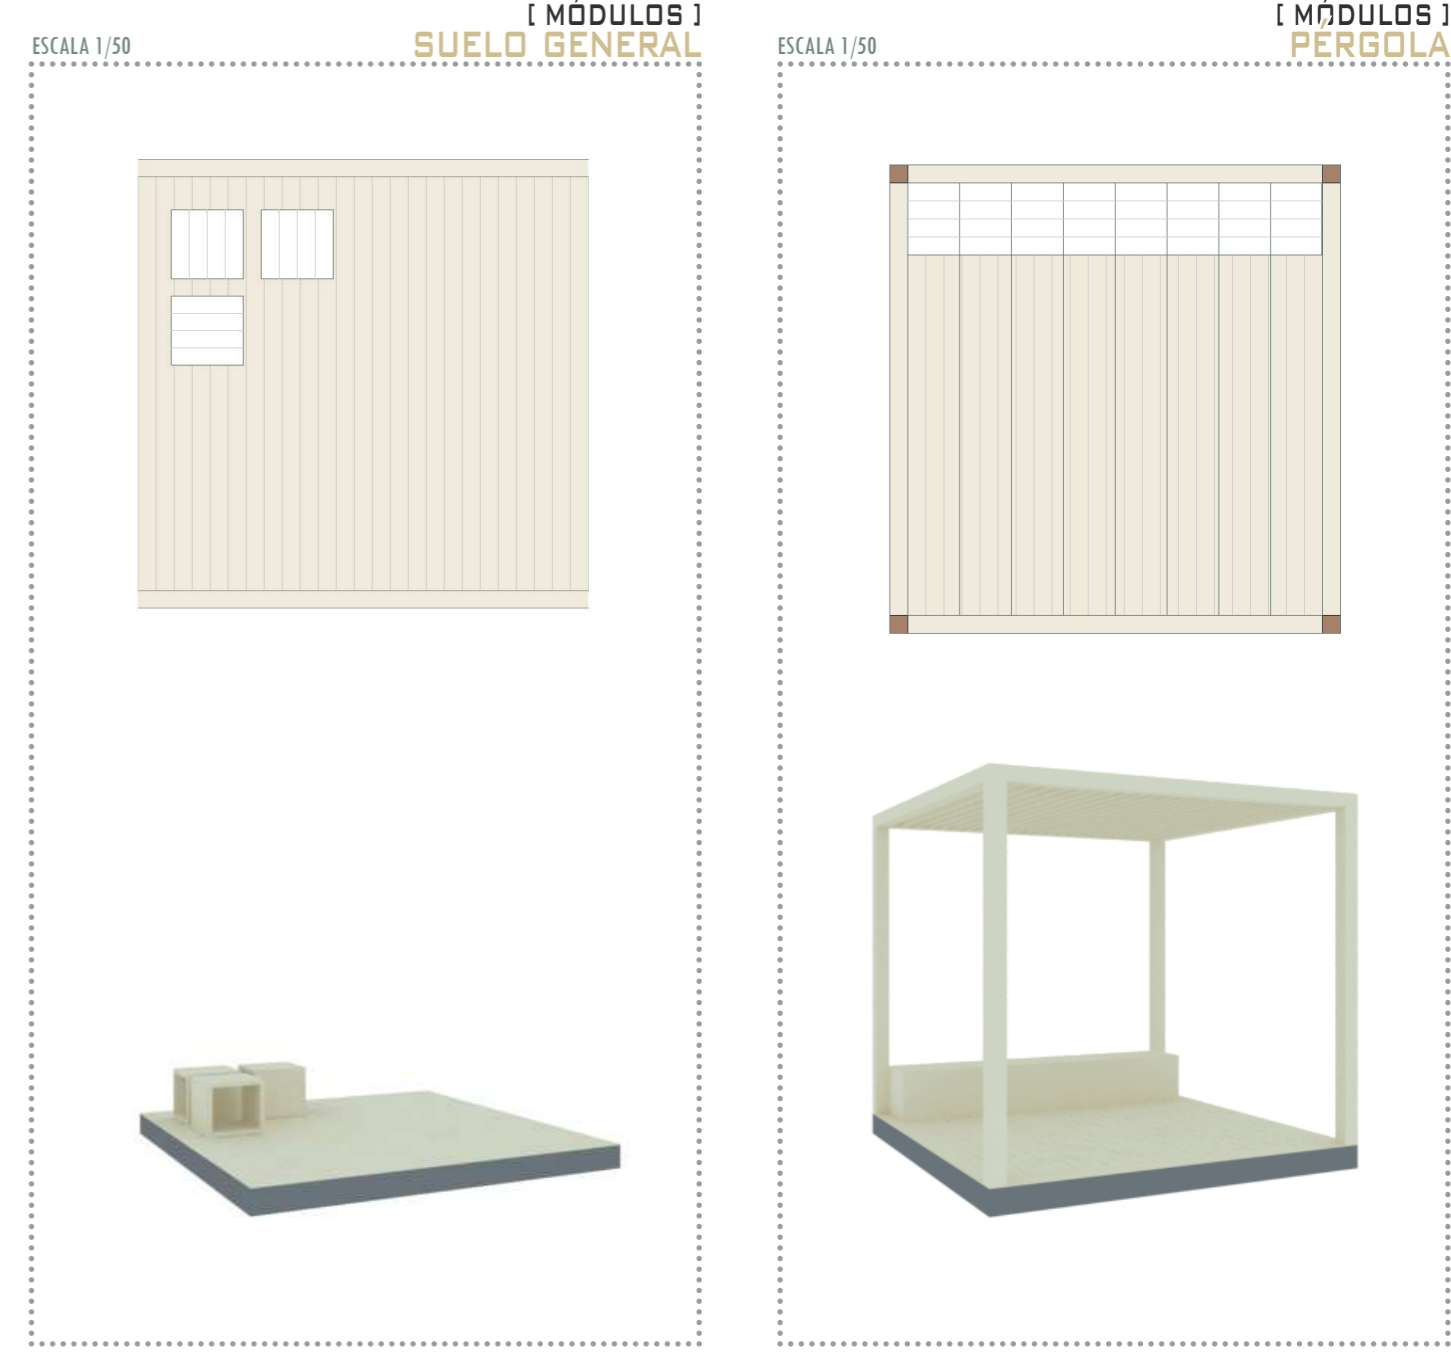 [ MÓDULOS ]
ESCALA 1/50
SUELO GENERAL
[ MÓDULOS ]
ESCALA 1/50
PÉRGOLA